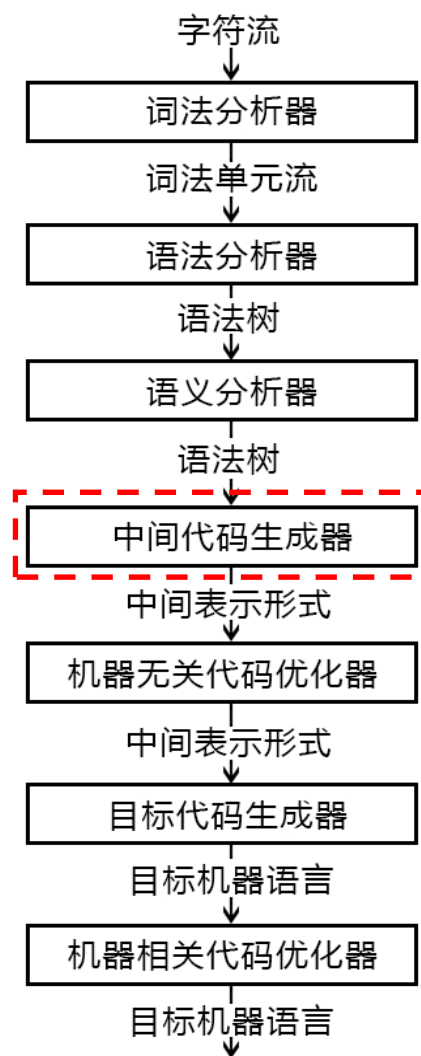 字符流
词法分析器
词法单元流
语法分析器
语法树
语义分析器
语法树
中间代码生成器
中间表示形式
机器无关代码优化器
中间表示形式
目标代码生成器
目标机器语言
机器相关代码优化器
目标机器语言